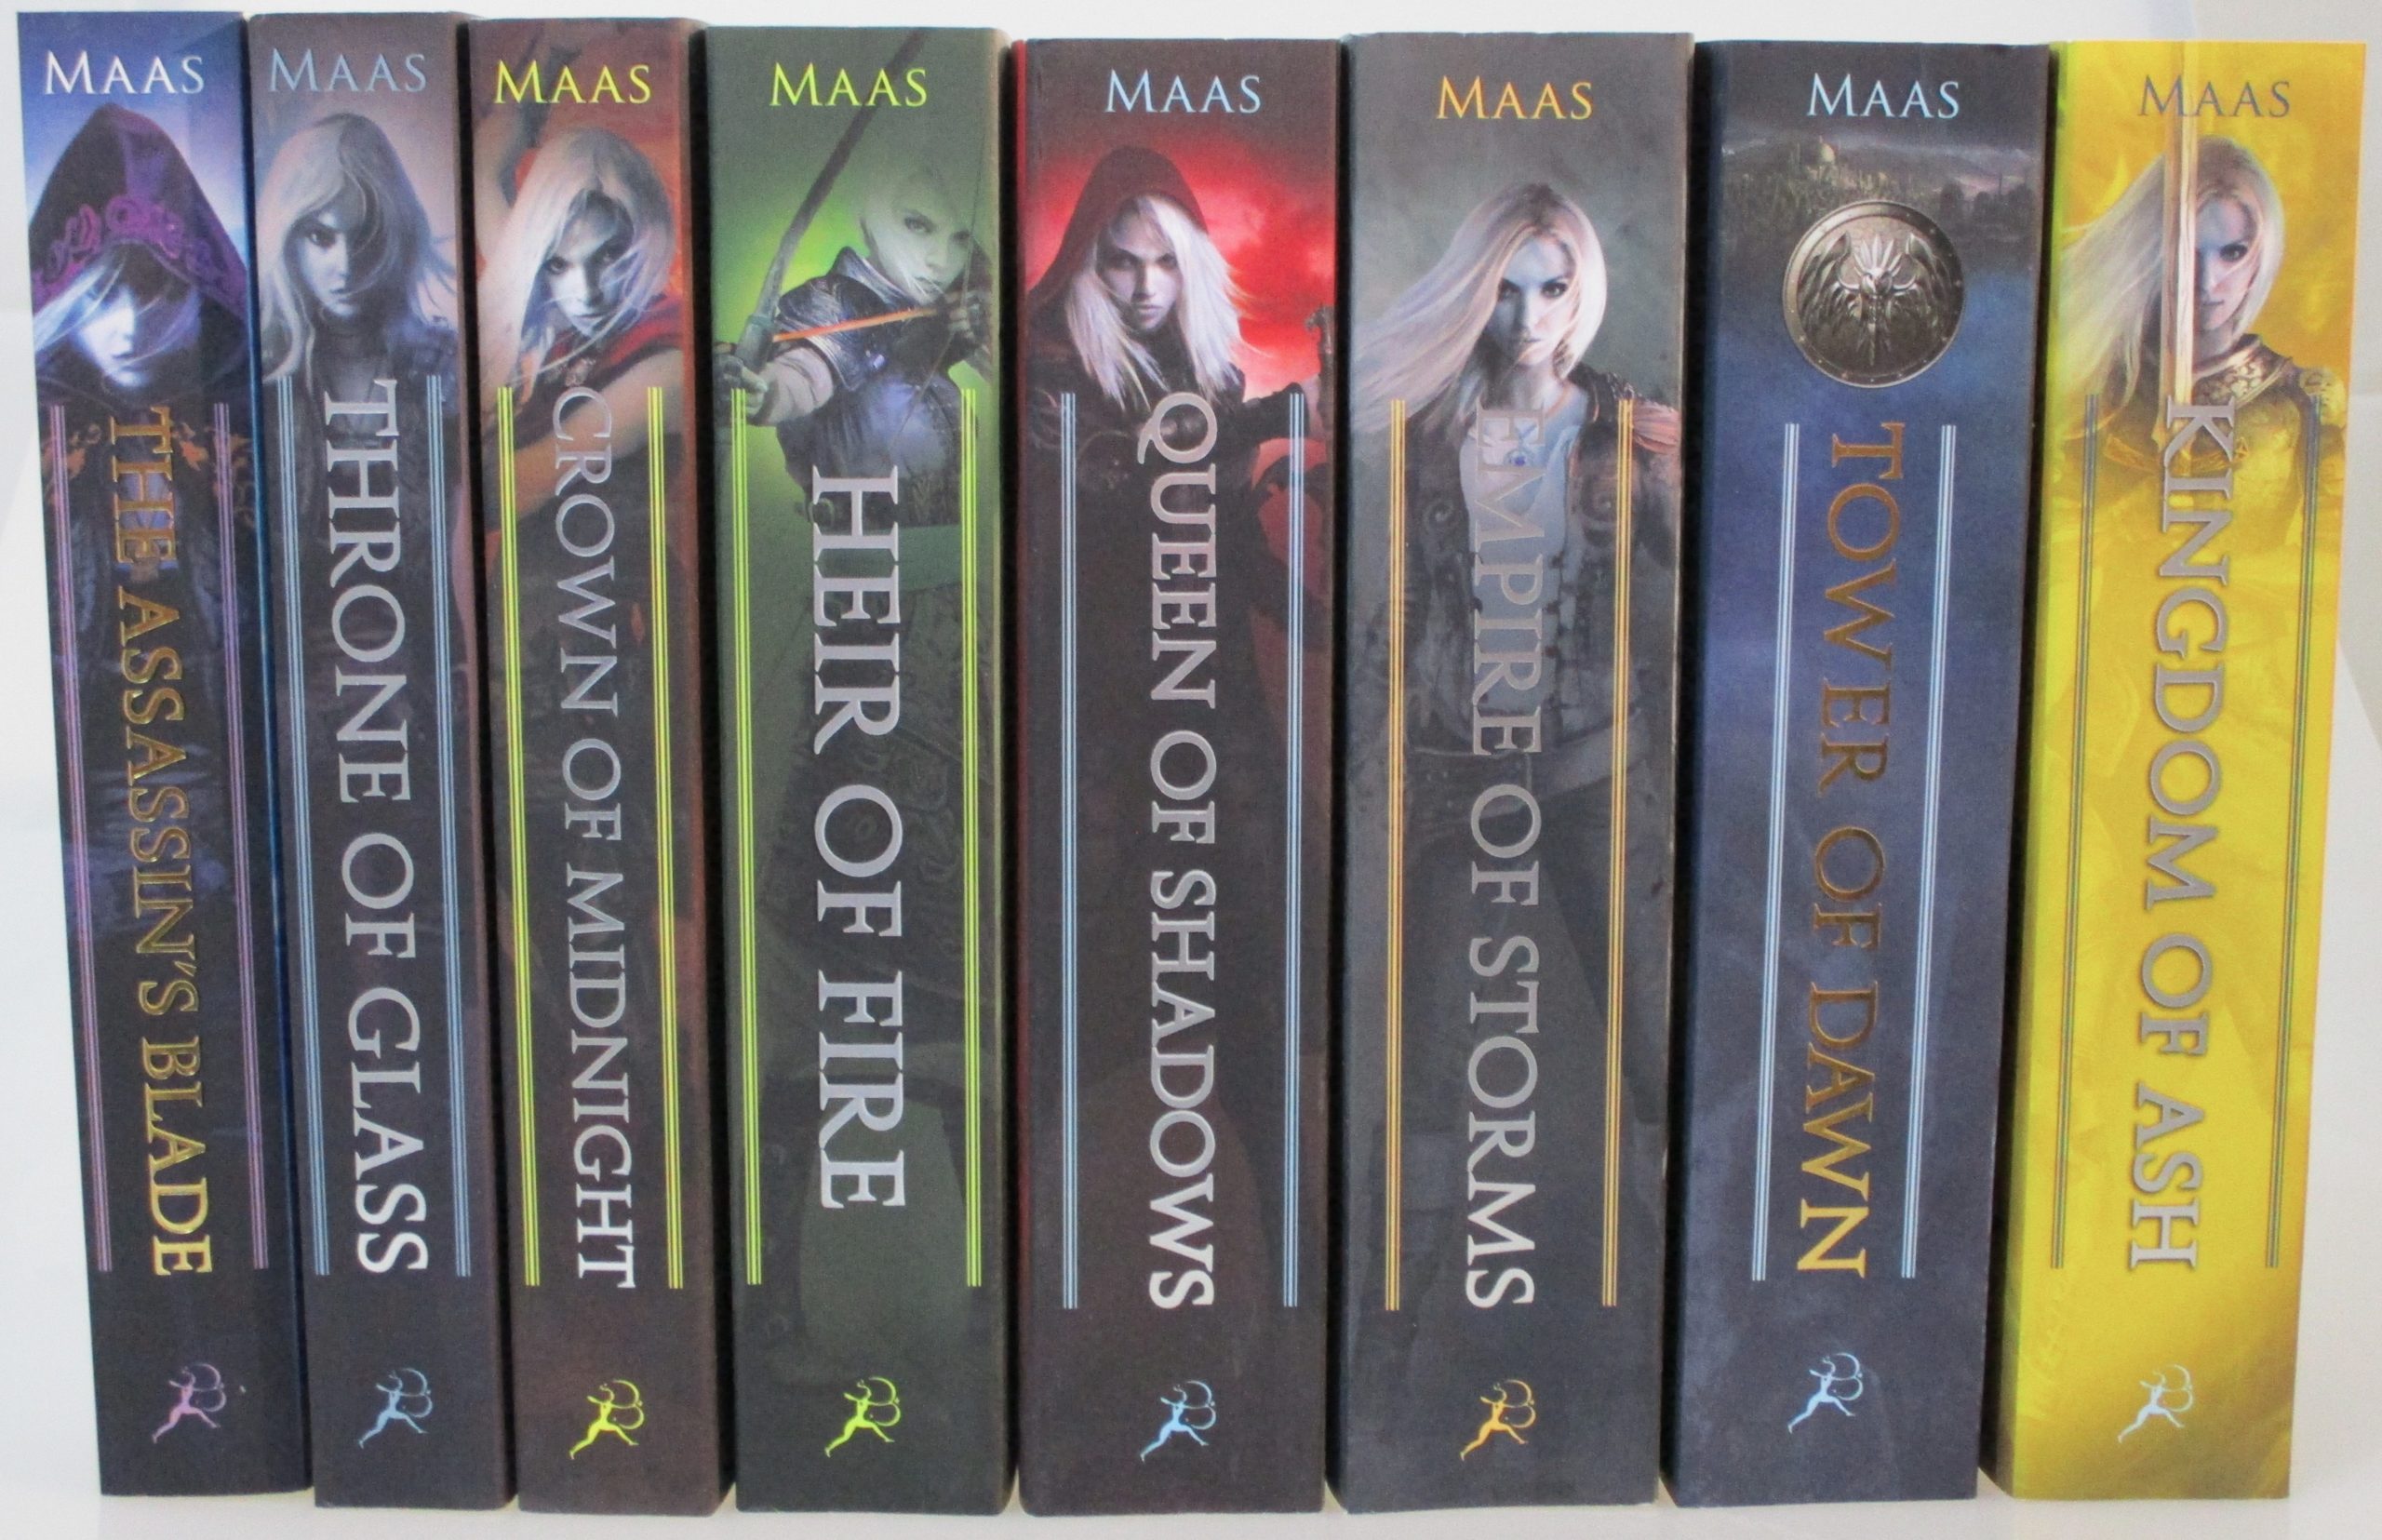 MAAS
THE ASSASSIN'S BLADE
MAAS
THRONE OF GLASS
MAAS
CROWN OF MIDNIGHT
MAAS
HEIR OF FIRE
MAAS
QUEEN OF SHADOWS
MAAS
EMPIRE OF STORMS
MAAS
TOWER OF DAWN
MAAS
KINGDOM OF ASH